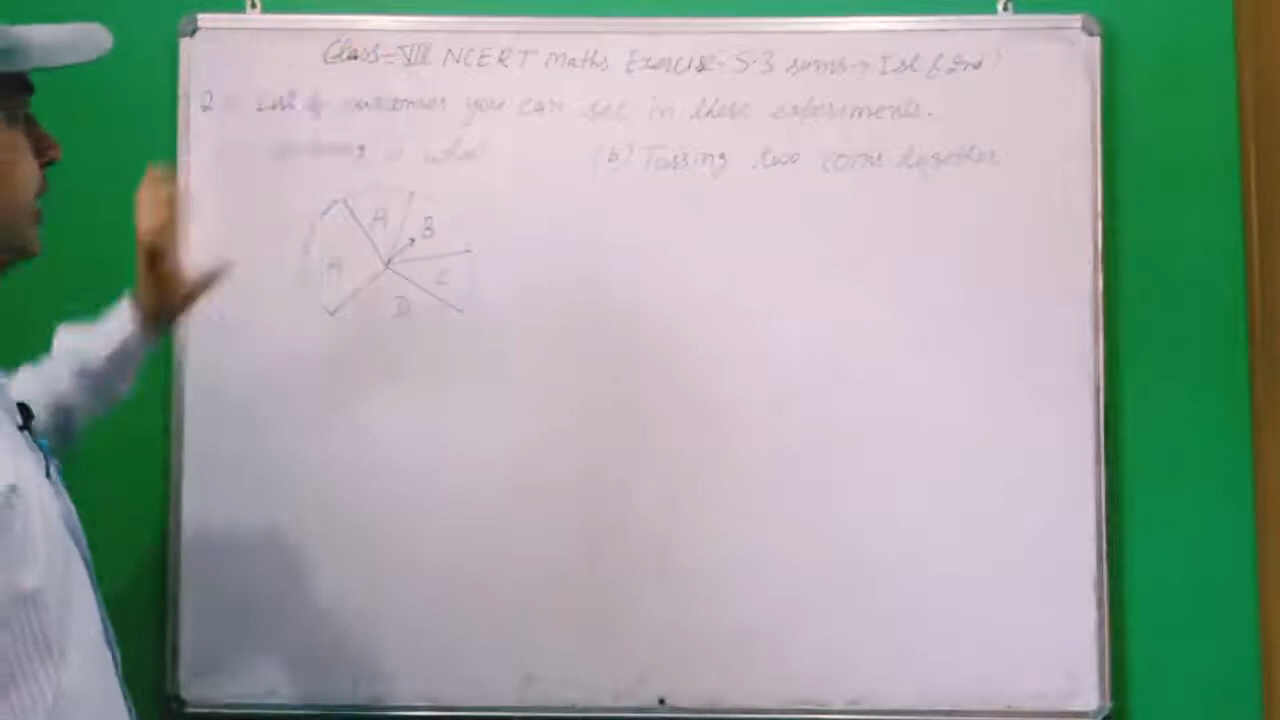 Class-VIII NCERT Maths Exercise-5.3 sums→ Ist & 2nd
2 List outcomes you can see in these experiments.
a wheel (b) Tossing two coins together
A
B
A
C
D